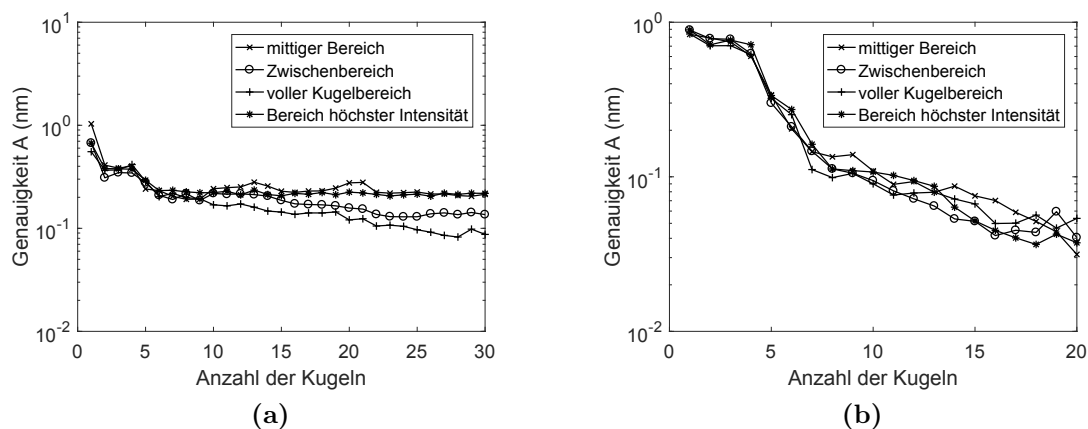 10^1
10^0
10^-1
10^-2
Genauigkeit A (nm)
mittiger Bereich
Zwischenbereich
voller Kugelbereich
Bereich höchster Intensität
0 5 10 15 20 25 30
Anzahl der Kugeln
(a)
10^0
10^-1
10^-2
Genauigkeit A (nm)
mittiger Bereich
Zwischenbereich
voller Kugelbereich
Bereich höchster Intensität
0 5 10 15 20
Anzahl der Kugeln
(b)